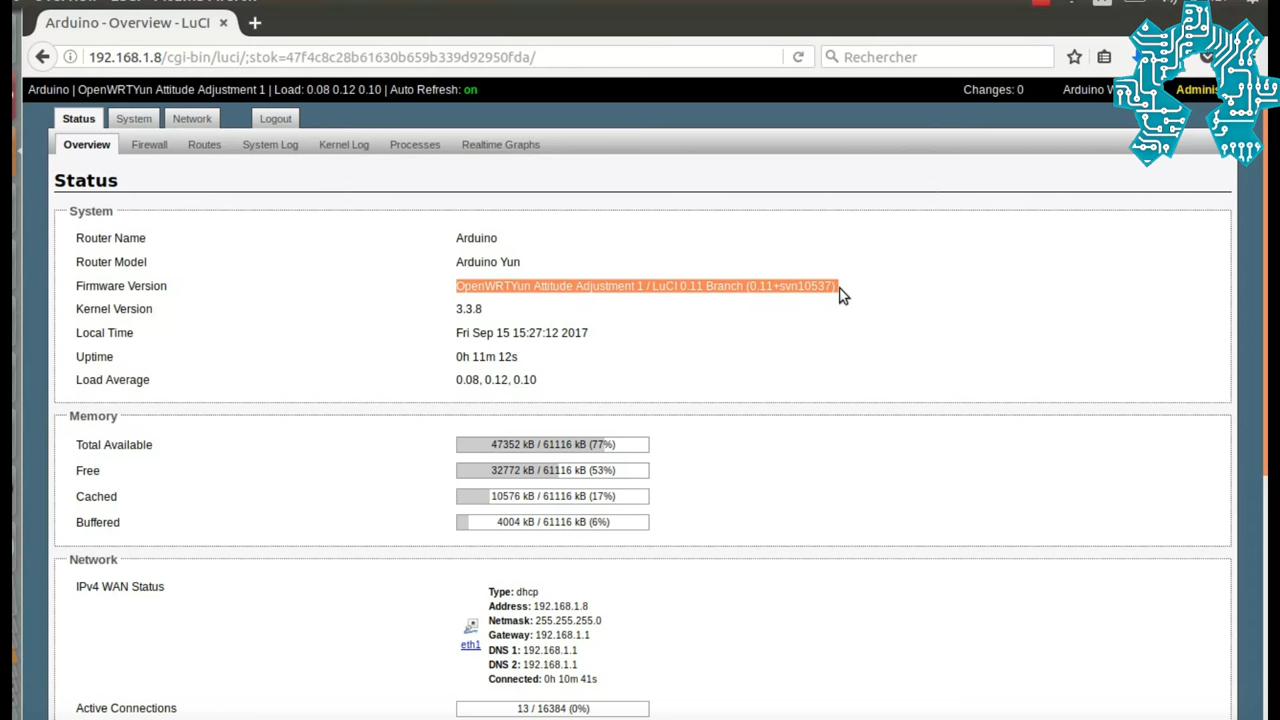 Arduino - Overview - LuCI × +
192.168.1.8/cgi-bin/luci/;stok=47f4c8c28b61630b659b339d92950fda/
Rechercher
Arduino | OpenWRTYun Attitude Adjustment 1 | Load: 0.08 0.12 0.10 | Auto Refresh: on
Changes: 0
Arduino
Status System Network Logout
Overview Firewall Routes System Log Kernel Log Processes Realtime Graphs
Status
System
Router Name Arduino
Router Model Arduino Yun
Firmware Version OpenWRTYun Attitude Adjustment 1 / LuCI 0.11 Branch (0.11+svn10537)
Kernel Version 3.3.8
Local Time Fri Sep 15 15:27:12 2017
Uptime 0h 11m 12s
Load Average 0.08, 0.12, 0.10
Memory
Total Available 47352 kB / 61116 kB (77%)
Free 32772 kB / 61116 kB (53%)
Cached 10576 kB / 61116 kB (17%)
Buffered 4004 kB / 61116 kB (6%)
Network
IPv4 WAN Status
Type: dhcp
Address: 192.168.1.8
Netmask: 255.255.255.0
Gateway: 192.168.1.1
DNS 1: 192.168.1.1
DNS 2: 192.168.1.1
Connected: 0h 10m 41s
eth1
Active Connections 13 / 16384 (0%)